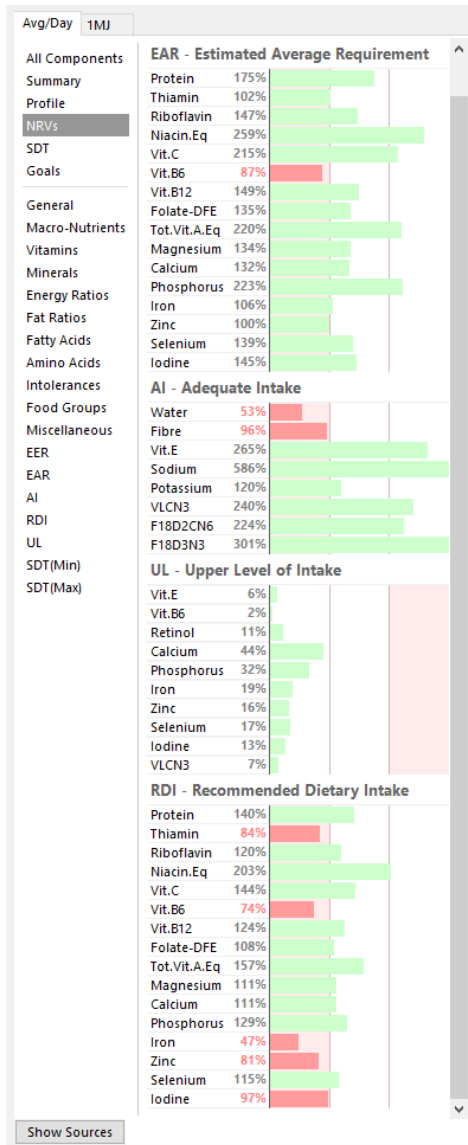 Avg/Day 1MJ
All Components
Summary
Profile
NRVs
SDT
Goals
General
Macro-Nutrients
Vitamins
Minerals
Energy Ratios
Fat Ratios
Fatty Acids
Amino Acids
Intolerances
Food Groups
Miscellaneous
EER
EAR
AI
RDI
UL
SDT(Min)
SDT(Max)
EAR - Estimated Average Requirement
Protein 175%
Thiamin 102%
Riboflavin 147%
Niacin.Eq 259%
Vit.C 215%
Vit.B6 87%
Vit.B12 149%
Folate-DFE 135%
Tot.Vit.A.Eq 220%
Magnesium 134%
Calcium 132%
Phosphorus 223%
Iron 106%
Zinc 100%
Selenium 139%
Iodine 145%
AI - Adequate Intake
Water 53%
Fibre 96%
Vit.E 265%
Sodium 586%
Potassium 120%
VLCN3 240%
F18D2CN6 224%
F18D3N3 301%
UL - Upper Level of Intake
Vit.E 6%
Vit.B6 2%
Retinol 11%
Calcium 44%
Phosphorus 32%
Iron 19%
Zinc 16%
Selenium 17%
Iodine 13%
VLCN3 7%
RDI - Recommended Dietary Intake
Protein 140%
Thiamin 84%
Riboflavin 120%
Niacin.Eq 203%
Vit.C 144%
Vit.B6 74%
Vit.B12 124%
Folate-DFE 108%
Tot.Vit.A.Eq 157%
Magnesium 111%
Calcium 111%
Phosphorus 129%
Iron 47%
Zinc 81%
Selenium 115%
Iodine 97%
Show Sources